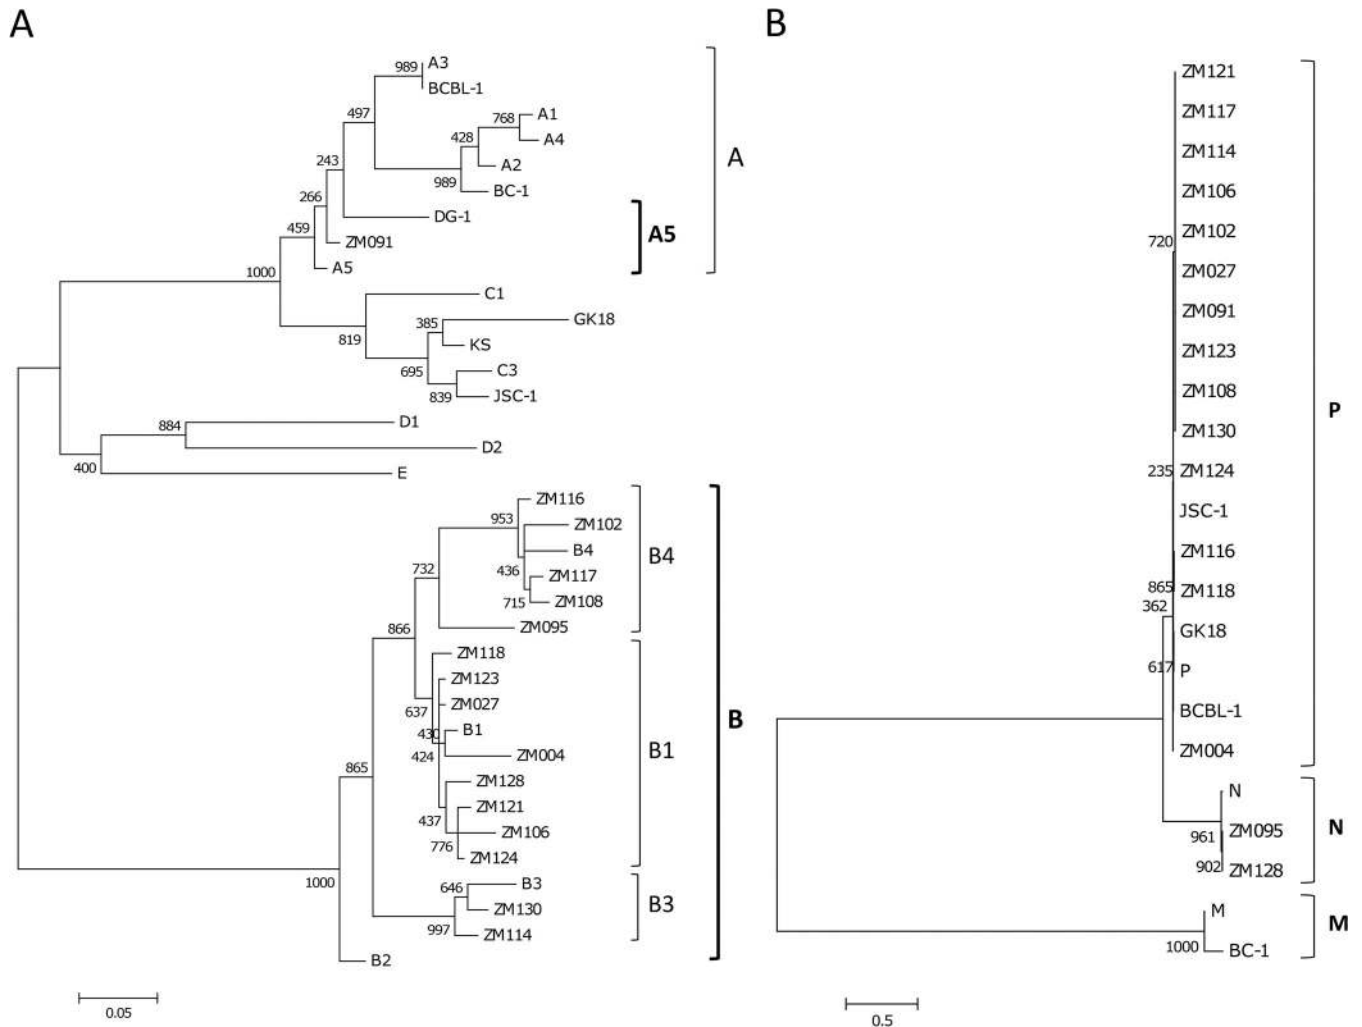 A
B
989
A3
BCBL-1
497
768
A1
A4
428
A2
989
BC-1
243
266
DG-1
459
ZM091
A5
1000
A
A5
C1
819
385
GK18
KS
695
C3
839
JSC-1
884
D1
D2
400
E
953
ZM116
ZM102
B4
436
ZM117
715
ZM108
732
ZM095
B4
866
ZM118
ZM123
ZM027
637
430
B1
424
ZM004
ZM128
437
ZM121
ZM106
776
ZM124
B1
865
1000
646
B3
ZM130
997
ZM114
B3
B2
B
0.05
ZM121
ZM117
ZM114
ZM106
ZM102
720
ZM027
ZM091
ZM123
ZM108
ZM130
235
ZM124
JSC-1
ZM116
865
ZM118
362
GK18
617
P
BCBL-1
ZM004
P
N
961
ZM095
902
ZM128
N
M
1000
BC-1
M
0.5